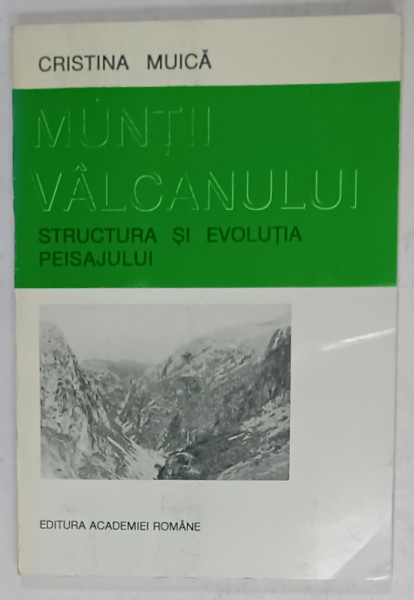 CRISTINA MUICĂ
MUNȚII
VÂLCANULUI
STRUCTURA ȘI EVOLUȚIA
PEISAJULUI
EDITURA ACADEMIEI ROMÂNE